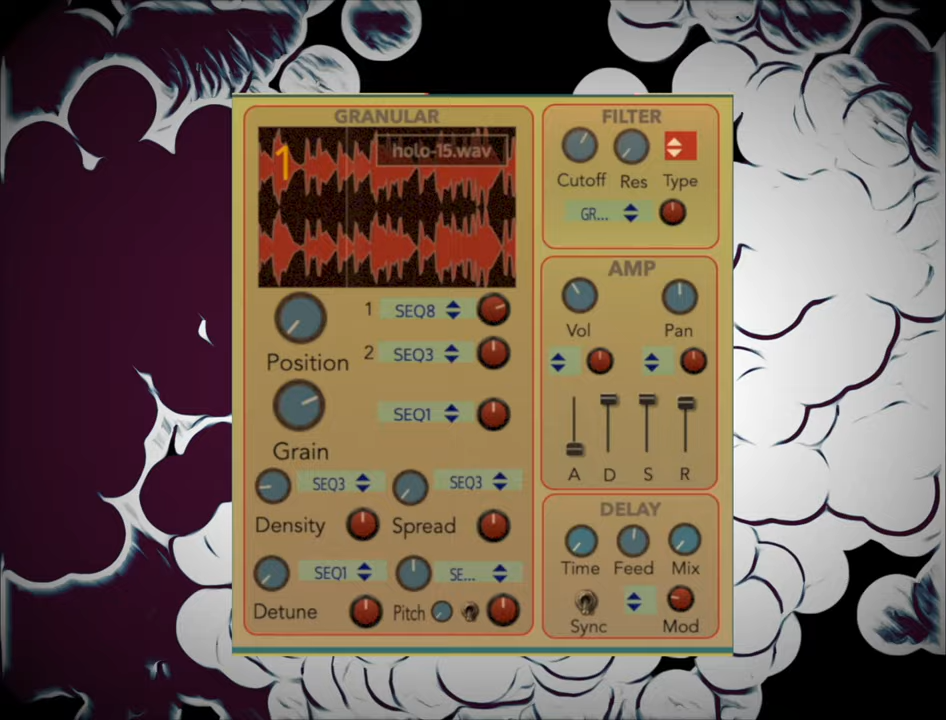 GRANULAR
1
holo-15.wav
1 SEQ8
2 SEQ3
Position
SEQ1
Grain
SEQ3
SEQ3
Density
Spread
SEQ1
SE...
Detune
Pitch
FILTER
Cutoff Res Type
GR...
AMP
Vol Pan
A D S R
DELAY
Time Feed Mix
Sync Mod